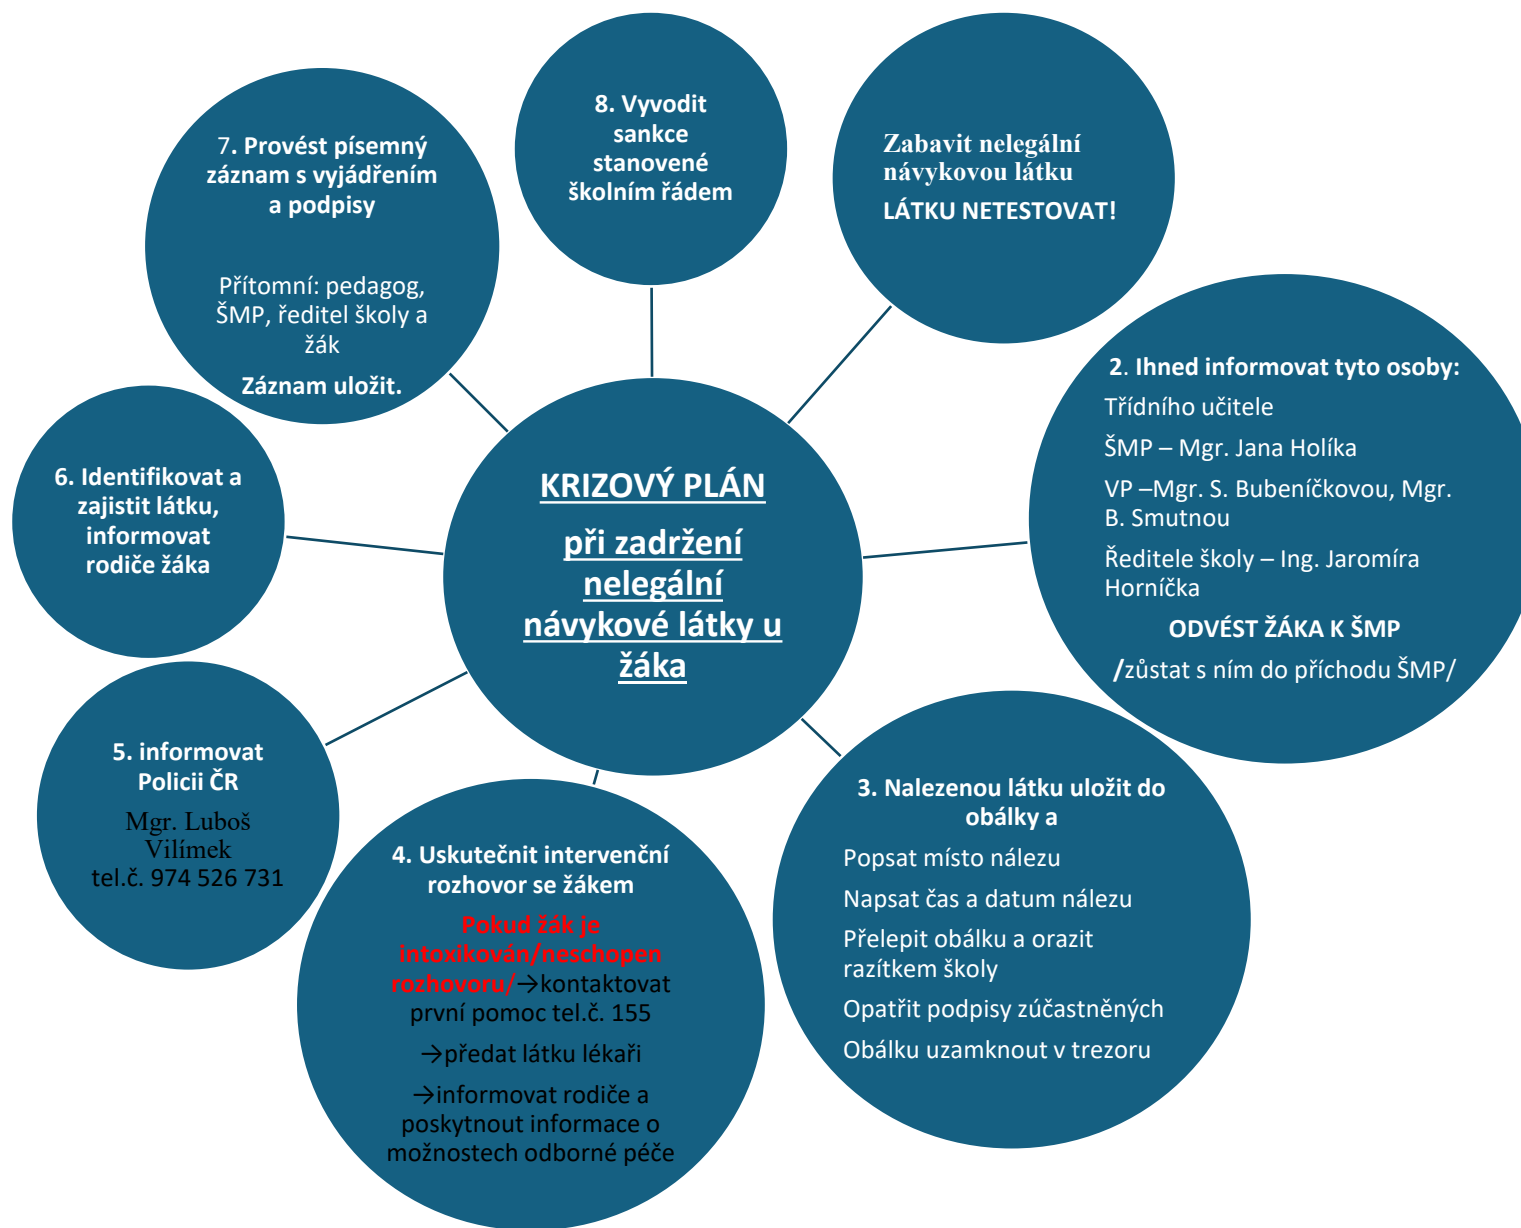 KRIZOVÝ PLÁN
při zadržení
nelegální
návykové látky u
žáka
Zabavit nelegální
návykovou látku
LÁTKU NETESTOVAT!
2. Ihned informovat tyto osoby:
Třídního učitele
ŠMP – Mgr. Jana Holíka
VP –Mgr. S. Bubeníčkovou, Mgr.
B. Smutnou
Ředitele školy – Ing. Jaromíra
Horníčka
ODVÉST ŽÁKA K ŠMP
/zůstat s ním do příchodu ŠMP/
3. Nalezenou látku uložit do
obálky a
Popsat místo nálezu
Napsat čas a datum nálezu
Přelepit obálku a orazit
razítkem školy
Opatřit podpisy zúčastněných
Obálku uzamknout v trezoru
4. Uskutečnit intervenční
rozhovor se žákem
Pokud žák je
intoxikován/neschopen
rozhovoru/→kontaktovat
první pomoc tel.č. 155
→předat látku lékaři
→informovat rodiče a
poskytnout informace o
možnostech odborné péče
5. informovat
Policii ČR
Mgr. Luboš
Vilímek
tel.č. 974 526 731
6. Identifikovat a
zajistit látku,
informovat
rodiče žáka
7. Provést písemný
záznam s vyjádřením
a podpisy
Přítomní: pedagog,
ŠMP, ředitel školy a
žák
Záznam uložit.
8. Vyvodit
sankce
stanovené
školním řádem